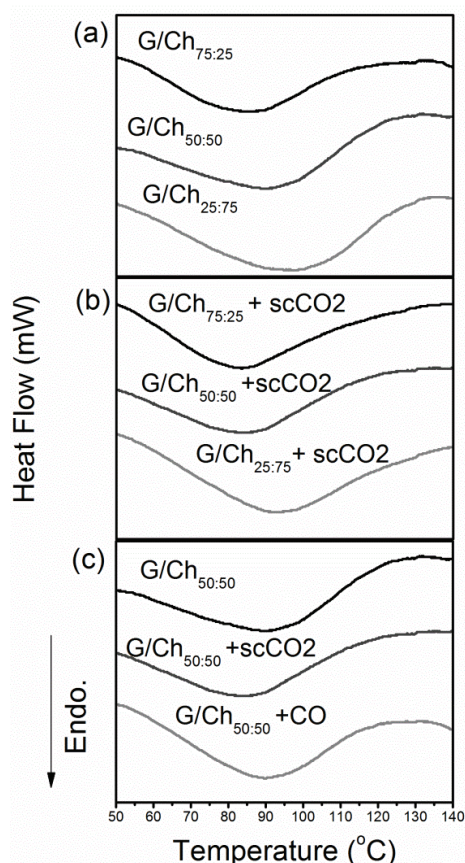 (a)
G/Ch75:25
G/Ch50:50
G/Ch25:75
(b)
G/Ch75:25 + scCO2
G/Ch50:50 +scCO2
G/Ch25:75 + scCO2
(c)
G/Ch50:50
G/Ch50:50 +scCO2
G/Ch50:50 +CO
Heat Flow (mW)
Endo.
50 60 70 80 90 100 110 120 130 140
Temperature (°C)